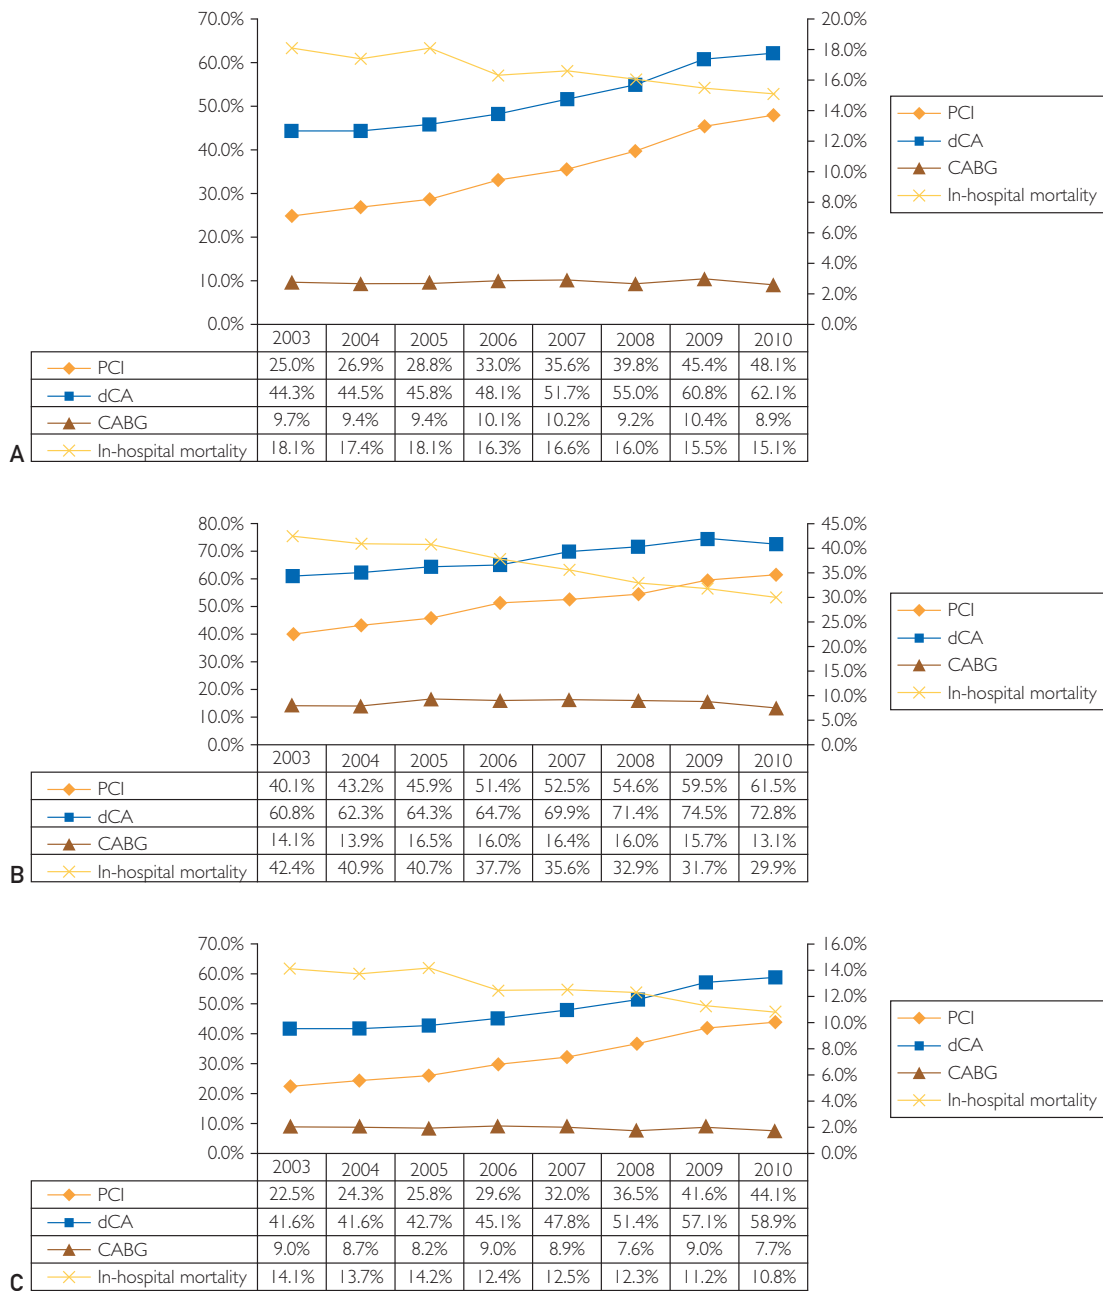 70.0%
60.0%
50.0%
40.0%
30.0%
20.0%
10.0%
0.0%
20.0%
18.0%
16.0%
14.0%
12.0%
10.0%
8.0%
6.0%
4.0%
2.0%
0.0%
PCI
dCA
CABG
In-hospital mortality
2003 2004 2005 2006 2007 2008 2009 2010
PCI 25.0% 26.9% 28.8% 33.0% 35.6% 39.8% 45.4% 48.1%
dCA 44.3% 44.5% 45.8% 48.1% 51.7% 55.0% 60.8% 62.1%
CABG 9.7% 9.4% 9.4% 10.1% 10.2% 9.2% 10.4% 8.9%
A In-hospital mortality 18.1% 17.4% 18.1% 16.3% 16.6% 16.0% 15.5% 15.1%
80.0%
70.0%
60.0%
50.0%
40.0%
30.0%
20.0%
10.0%
0.0%
45.0%
40.0%
35.0%
30.0%
25.0%
20.0%
15.0%
10.0%
5.0%
0.0%
PCI
dCA
CABG
In-hospital mortality
2003 2004 2005 2006 2007 2008 2009 2010
PCI 40.1% 43.2% 45.9% 51.4% 52.5% 54.6% 59.5% 61.5%
dCA 60.8% 62.3% 64.3% 64.7% 69.9% 71.4% 74.5% 72.8%
CABG 14.1% 13.9% 16.5% 16.0% 16.4% 16.0% 15.7% 13.1%
B In-hospital mortality 42.4% 40.9% 40.7% 37.7% 35.6% 32.9% 31.7% 29.9%
70.0%
60.0%
50.0%
40.0%
30.0%
20.0%
10.0%
0.0%
16.0%
14.0%
12.0%
10.0%
8.0%
6.0%
4.0%
2.0%
0.0%
PCI
dCA
CABG
In-hospital mortality
2003 2004 2005 2006 2007 2008 2009 2010
PCI 22.5% 24.3% 25.8% 29.6% 32.0% 36.5% 41.6% 44.1%
dCA 41.6% 41.6% 42.7% 45.1% 47.8% 51.4% 57.1% 58.9%
CABG 9.0% 8.7% 8.2% 9.0% 8.9% 7.6% 9.0% 7.7%
C In-hospital mortality 14.1% 13.7% 14.2% 12.4% 12.5% 12.3% 11.2% 10.8%